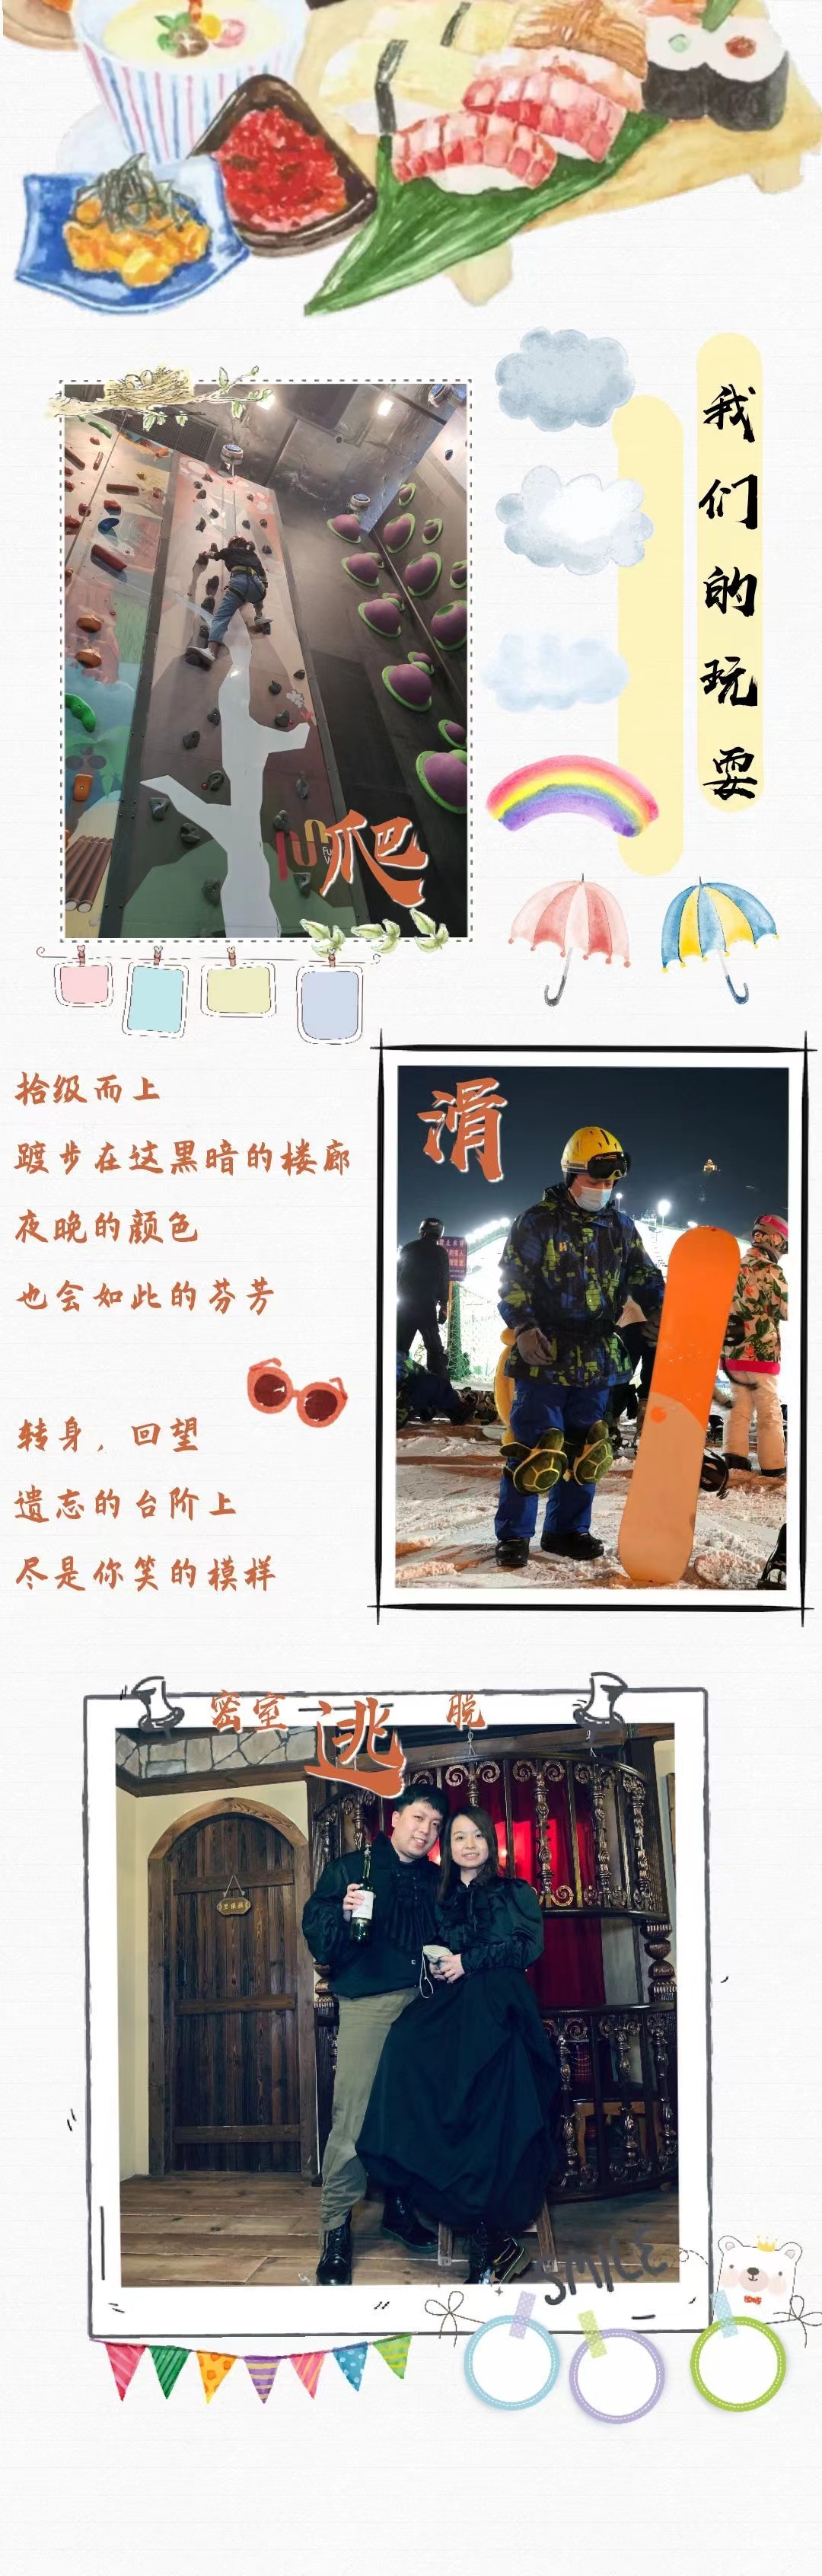 我们的玩耍
爬
滑
拾级而上
踱步在这黑暗的楼廊
夜晚的颜色
也会如此的芬芳
转身，回望
遗忘的台阶上
尽是你笑的模样
密室逃脱
SMILE